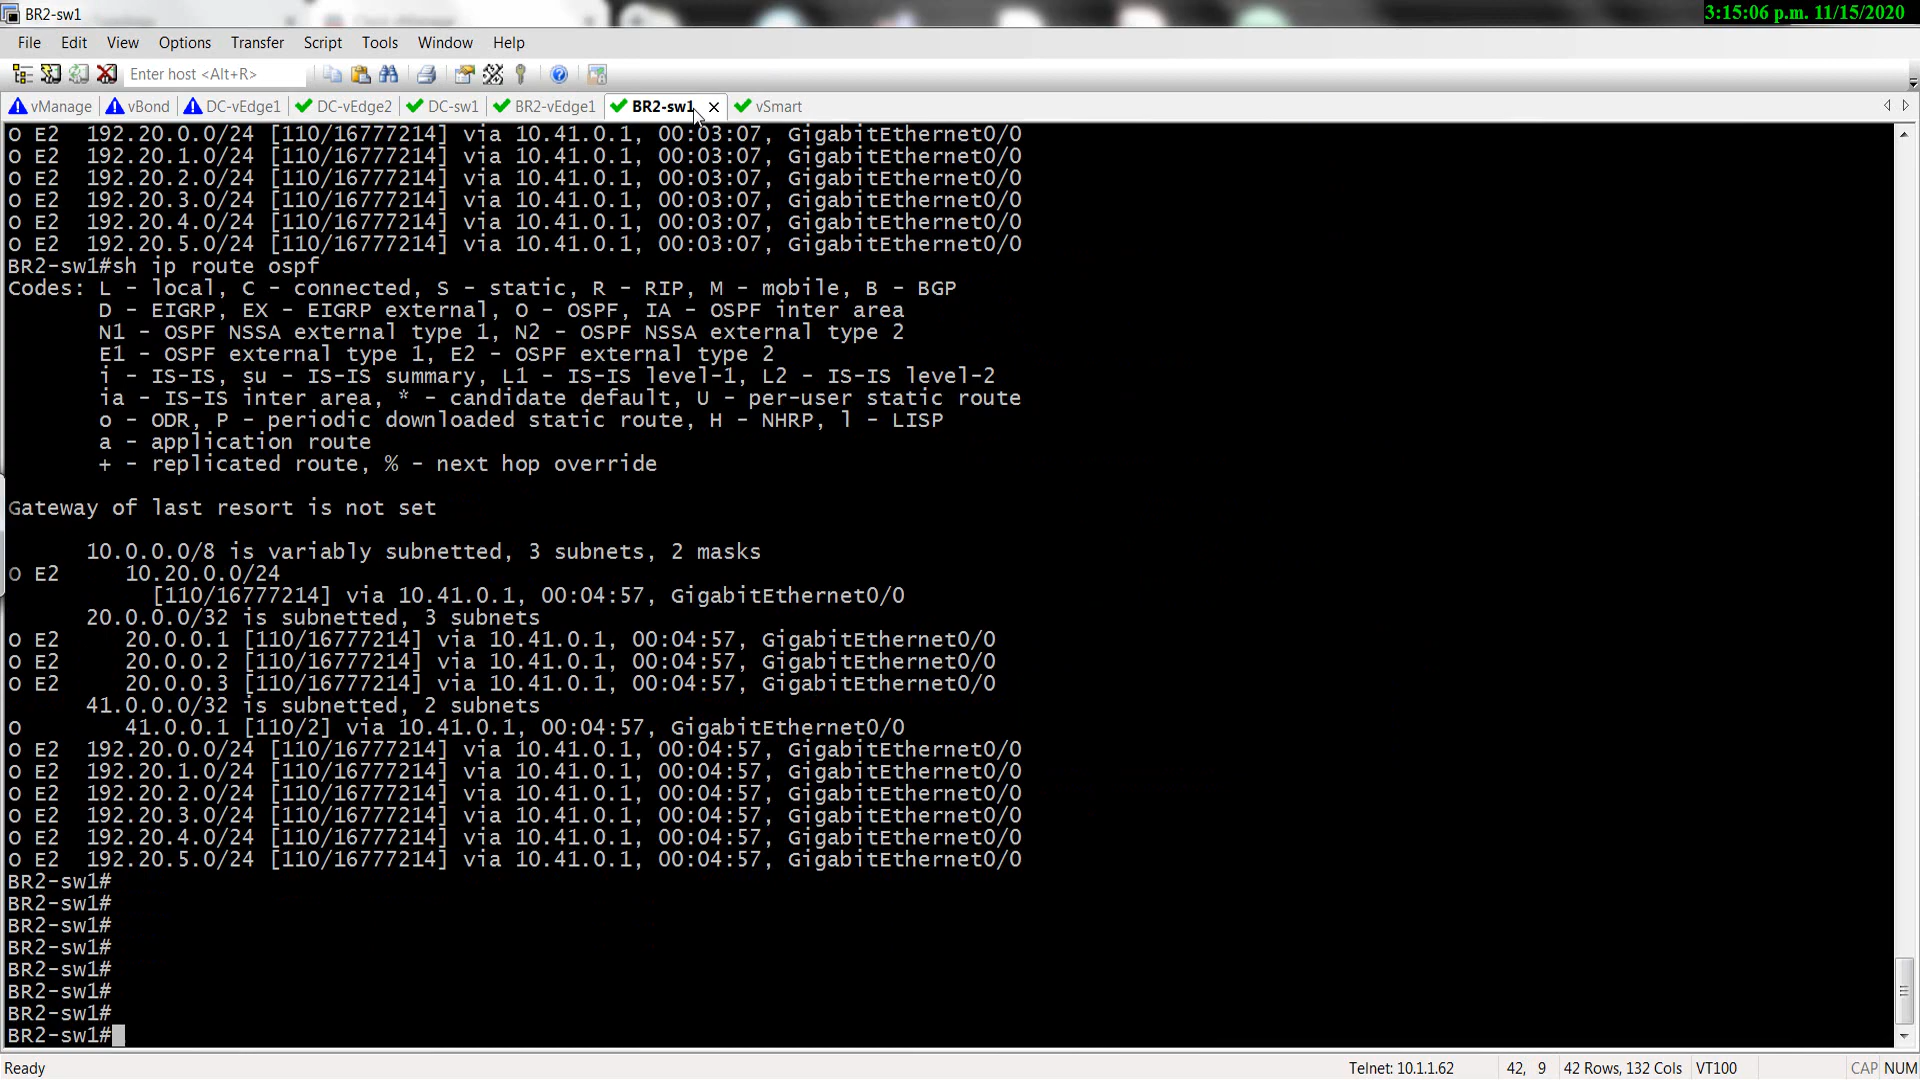 BR2-sw1
3:15:06 p.m. 11/15/2020
File Edit View Options Transfer Script Tools Window Help
Enter host <Alt+R>
vManage vBond DC-vEdge1 DC-vEdge2 DC-sw1 BR2-vEdge1 BR2-sw1 vSmart
O E2 192.20.0.0/24 [110/16777214] via 10.41.0.1, 00:03:07, GigabitEthernet0/0
O E2 192.20.1.0/24 [110/16777214] via 10.41.0.1, 00:03:07, GigabitEthernet0/0
O E2 192.20.2.0/24 [110/16777214] via 10.41.0.1, 00:03:07, GigabitEthernet0/0
O E2 192.20.3.0/24 [110/16777214] via 10.41.0.1, 00:03:07, GigabitEthernet0/0
O E2 192.20.4.0/24 [110/16777214] via 10.41.0.1, 00:03:07, GigabitEthernet0/0
O E2 192.20.5.0/24 [110/16777214] via 10.41.0.1, 00:03:07, GigabitEthernet0/0
BR2-sw1#sh ip route ospf
Codes: L - local, C - connected, S - static, R - RIP, M - mobile, B - BGP
D - EIGRP, EX - EIGRP external, O - OSPF, IA - OSPF inter area
N1 - OSPF NSSA external type 1, N2 - OSPF NSSA external type 2
E1 - OSPF external type 1, E2 - OSPF external type 2
i - IS-IS, su - IS-IS summary, L1 - IS-IS level-1, L2 - IS-IS level-2
ia - IS-IS inter area, * - candidate default, U - per-user static route
o - ODR, P - periodic downloaded static route, H - NHRP, l - LISP
a - application route
+ - replicated route, % - next hop override
Gateway of last resort is not set
10.0.0.0/8 is variably subnetted, 3 subnets, 2 masks
O E2 10.20.0.0/24
[110/16777214] via 10.41.0.1, 00:04:57, GigabitEthernet0/0
20.0.0.0/32 is subnetted, 3 subnets
O E2 20.0.0.1 [110/16777214] via 10.41.0.1, 00:04:57, GigabitEthernet0/0
O E2 20.0.0.2 [110/16777214] via 10.41.0.1, 00:04:57, GigabitEthernet0/0
O E2 20.0.0.3 [110/16777214] via 10.41.0.1, 00:04:57, GigabitEthernet0/0
41.0.0.0/32 is subnetted, 2 subnets
O 41.0.0.1 [110/2] via 10.41.0.1, 00:04:57, GigabitEthernet0/0
O E2 192.20.0.0/24 [110/16777214] via 10.41.0.1, 00:04:57, GigabitEthernet0/0
O E2 192.20.1.0/24 [110/16777214] via 10.41.0.1, 00:04:57, GigabitEthernet0/0
O E2 192.20.2.0/24 [110/16777214] via 10.41.0.1, 00:04:57, GigabitEthernet0/0
O E2 192.20.3.0/24 [110/16777214] via 10.41.0.1, 00:04:57, GigabitEthernet0/0
O E2 192.20.4.0/24 [110/16777214] via 10.41.0.1, 00:04:57, GigabitEthernet0/0
O E2 192.20.5.0/24 [110/16777214] via 10.41.0.1, 00:04:57, GigabitEthernet0/0
BR2-sw1#
BR2-sw1#
BR2-sw1#
BR2-sw1#
BR2-sw1#
BR2-sw1#
BR2-sw1#
BR2-sw1#
Ready Telnet: 10.1.1.62 42, 9 42 Rows, 132 Cols VT100 CAP NUM